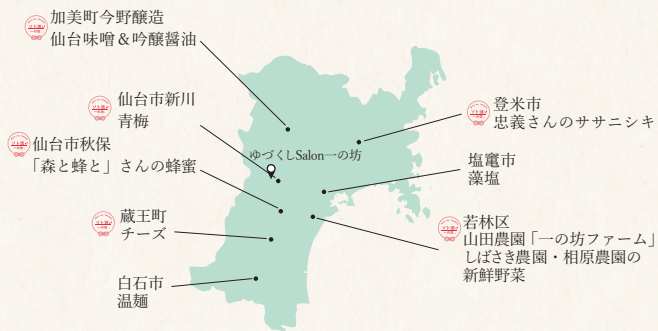 加美町今野醸造
仙台味噌＆吟醸醤油
仙台市新川
青梅
仙台市秋保
「森と蜂と」さんの蜂蜜
蔵王町
チーズ
白石市
温麺
ゆづくしSalon一の坊
登米市
忠義さんのササニシキ
塩竈市
藻塩
若林区
山田農園「一の坊ファーム」
しばさき農園・相原農園の
新鮮野菜